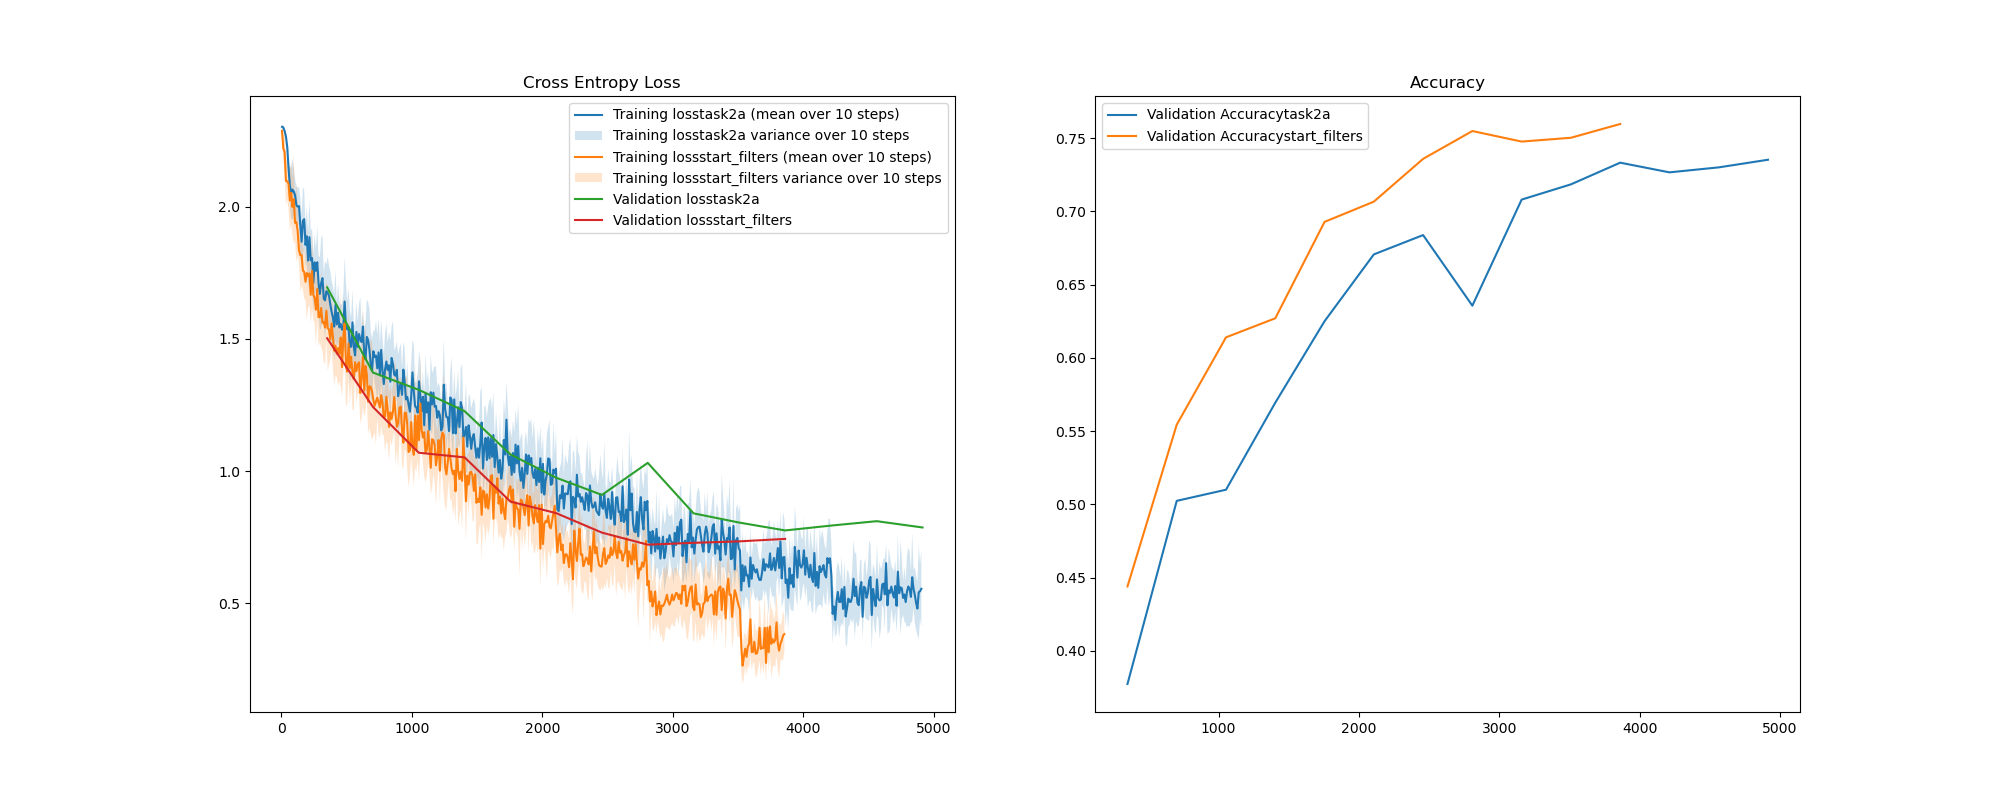 Cross Entropy Loss
Training losstask2a (mean over 10 steps)
Training losstask2a variance over 10 steps
Training lossstart_filters (mean over 10 steps)
Training lossstart_filters variance over 10 steps
Validation losstask2a
Validation lossstart_filters
2.0
1.5
1.0
0.5
0
1000
2000
3000
4000
5000
Accuracy
Validation Accuracytask2a
Validation Accuracystart_filters
0.75
0.70
0.65
0.60
0.55
0.50
0.45
0.40
1000
2000
3000
4000
5000